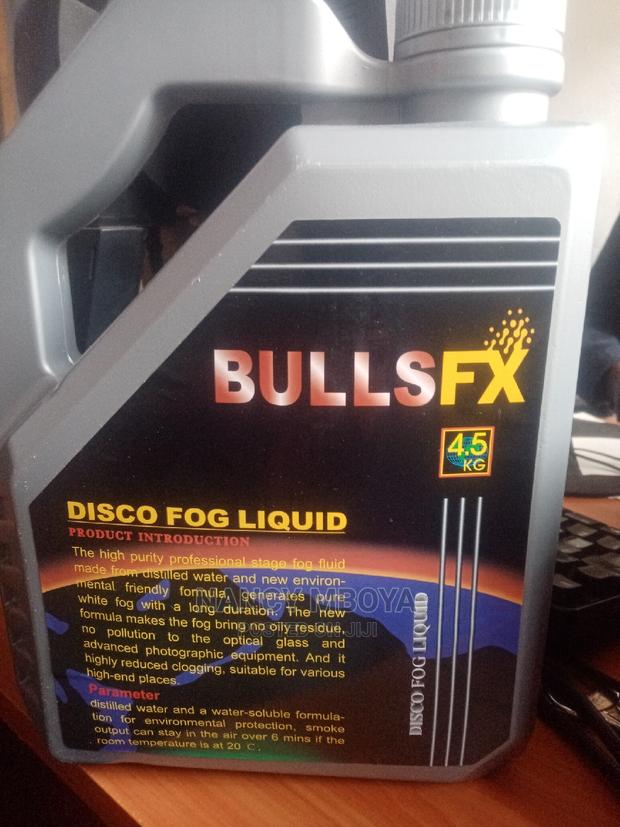 BULLSFX
4.5
KG
DISCO FOG LIQUID
PRODUCT INTRODUCTION
The high purity professional stage fog fluid
made from distilled water and new environ-
mental friendly formula, generates pure
white fog with a long duration. The new
formula makes the fog bring no oily residue,
no pollution to the optical glass and
advanced photographic equipment. And it
highly reduced clogging, suitable for various
high-end places.
Parameter
distilled water and a water-soluble formula-
tion for environmental protection, smoke
output can stay in the air over 6 mins if the
room temperature is at 20 C.
DISCO FOG LIQUID
NANCY MBOYA
POSTED ON JIJI